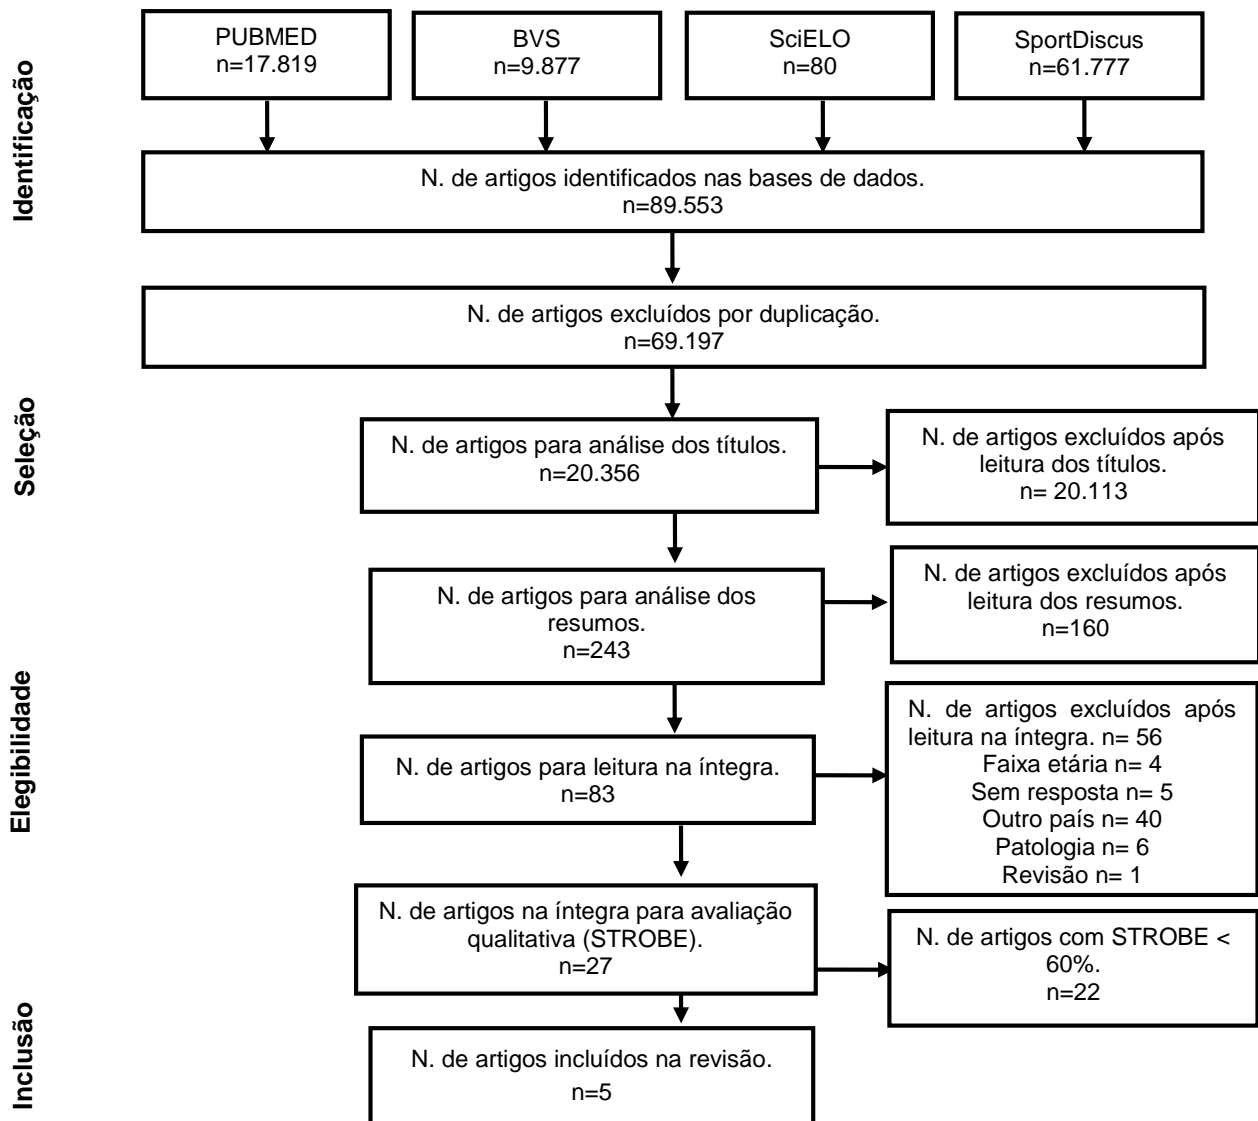 Identificação
PUBMED
n=17.819
BVS
n=9.877
SciELO
n=80
SportDiscus
n=61.777
N. de artigos identificados nas bases de dados.
n=89.553
N. de artigos excluídos por duplicação.
n=69.197
Seleção
N. de artigos para análise dos títulos.
n=20.356
N. de artigos excluídos após
leitura dos títulos.
n= 20.113
N. de artigos para análise dos
resumos.
n=243
N. de artigos excluídos após
leitura dos resumos.
n=160
Elegibilidade
N. de artigos para leitura na íntegra.
n=83
N. de artigos excluídos após
leitura na íntegra. n= 56
Faixa etária n= 4
Sem resposta n= 5
Outro país n= 40
Patologia n= 6
Revisão n= 1
N. de artigos na íntegra para avaliação
qualitativa (STROBE).
n=27
N. de artigos com STROBE <
60%.
n=22
Inclusão
N. de artigos incluídos na revisão.
n=5